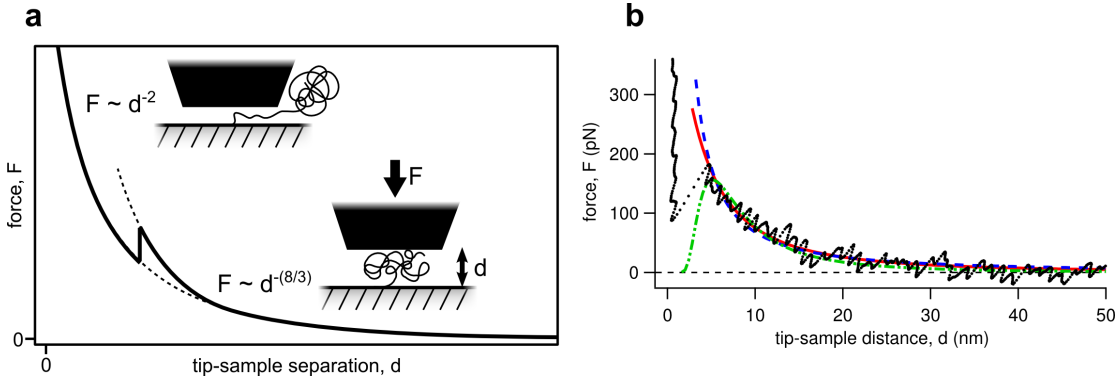 a
force, F
F ~ d⁻²
F
d
F ~ d⁻⁽⁸/³⁾
0
0
tip-sample separation, d
b
force, F (pN)
300
200
100
0
0
10
20
30
40
50
tip-sample distance, d (nm)